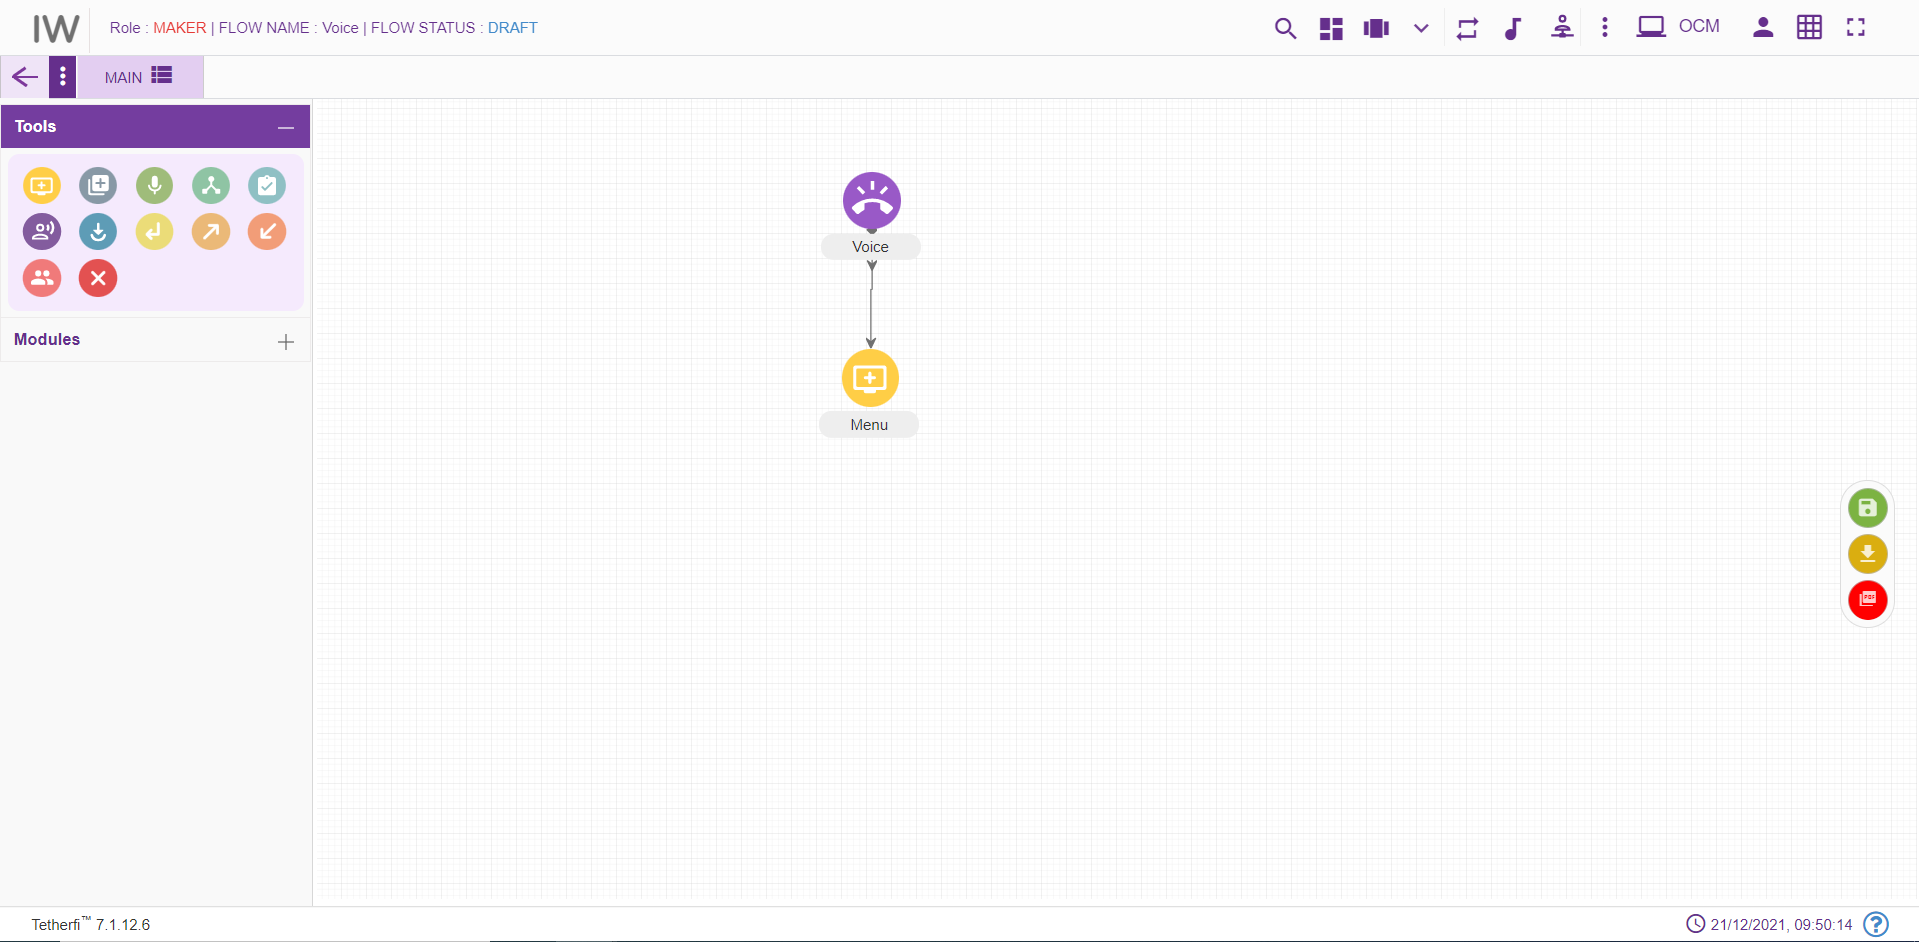 IW
Role : MAKER | FLOW NAME : Voice | FLOW STATUS : DRAFT
OCM
MAIN
Tools
Modules
Voice
Menu
PDF
Tetherfi™ 7.1.12.6
21/12/2021, 09:50:14